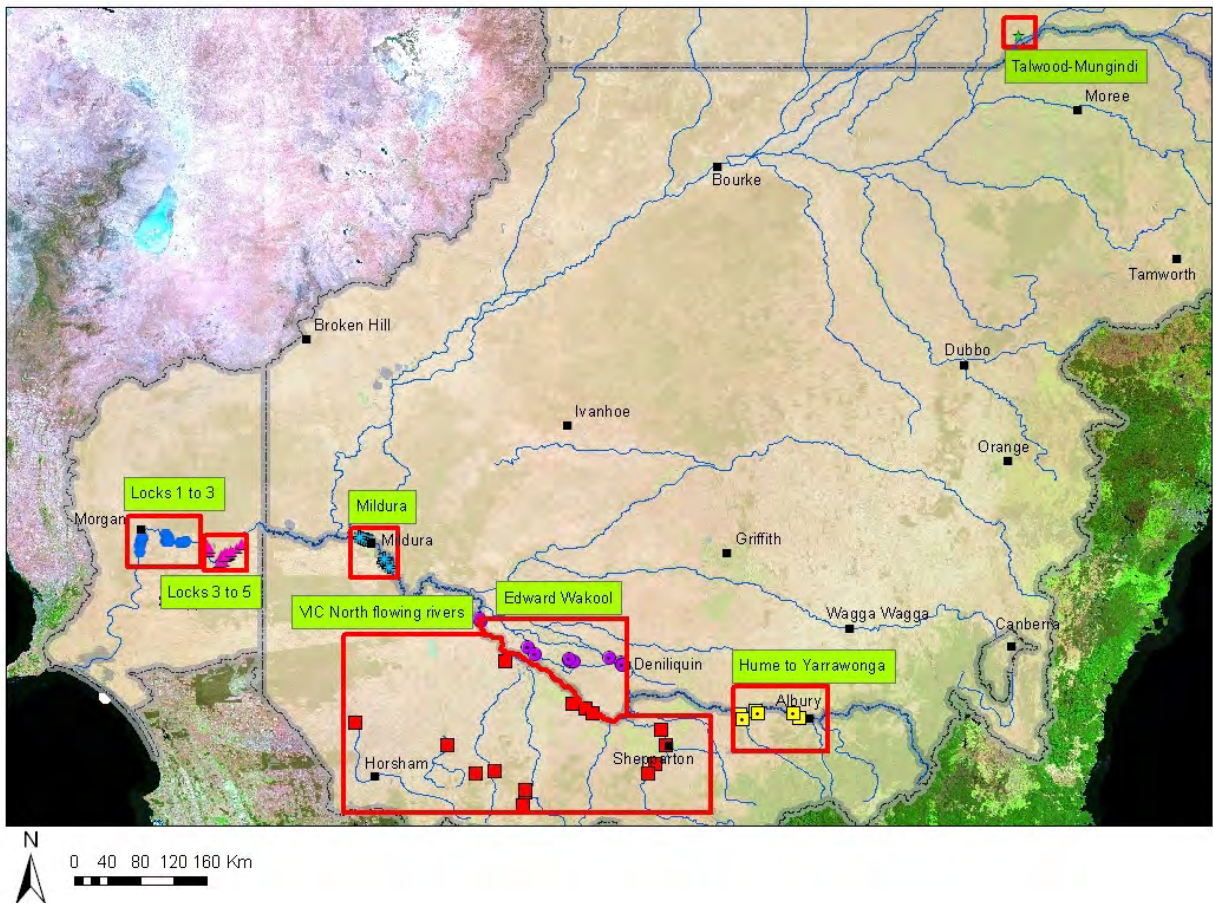 Talwood-Mungindi
Moree
Bourke
Tamworth
Broken Hill
Dubbo
Ivanhoe
Orange
Locks 1 to 3
Mildura
Morgan
Mildura
Griffith
Locks 3 to 5
VIC North flowing rivers
Edward Wakool
Wagga Wagga
Canberra
Deniliquin
Hume to Yarrawonga
Albury
Horsham
Shepparton
N
0 40 80 120 160 Km